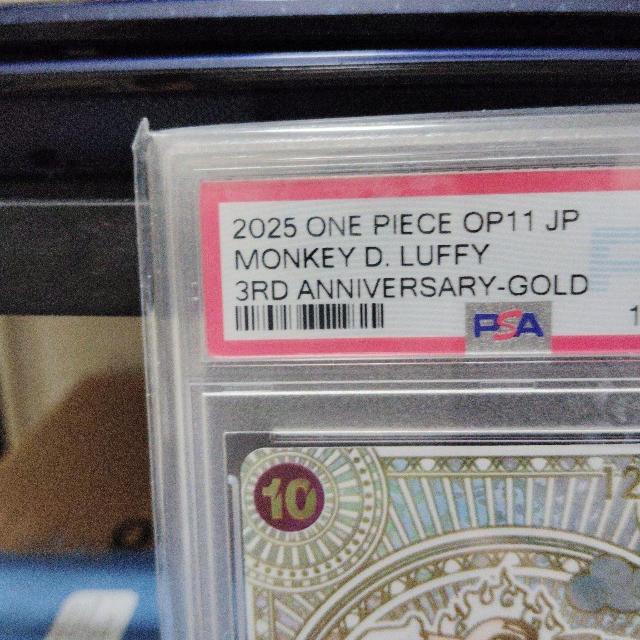 2025 ONE PIECE OP11 JP
MONKEY D. LUFFY
3RD ANNIVERSARY-GOLD
PSA
10